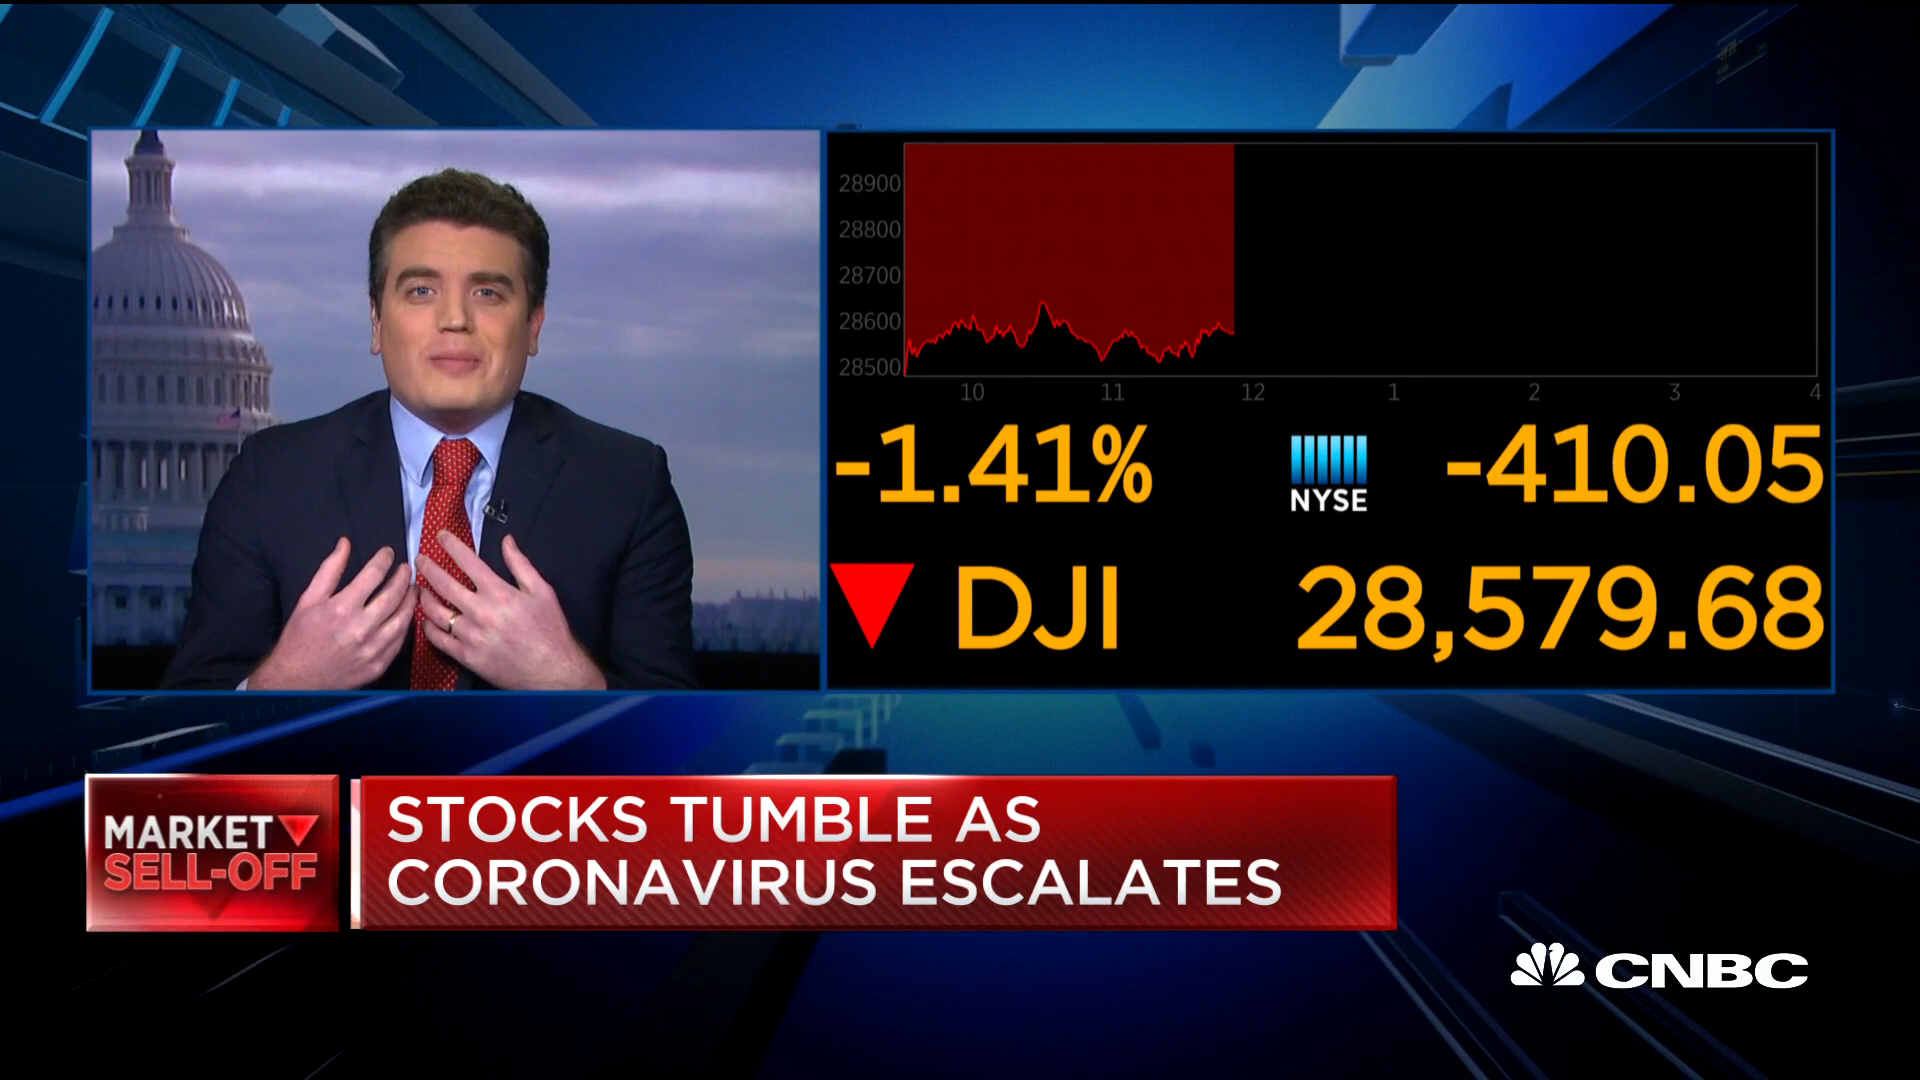 28900
28800
28700
28600
28500
10 11 12 1 2 3 4
-1.41% NYSE -410.05
DJI 28,579.68
MARKET
SELL-OFF
STOCKS TUMBLE AS
CORONAVIRUS ESCALATES
CNBC